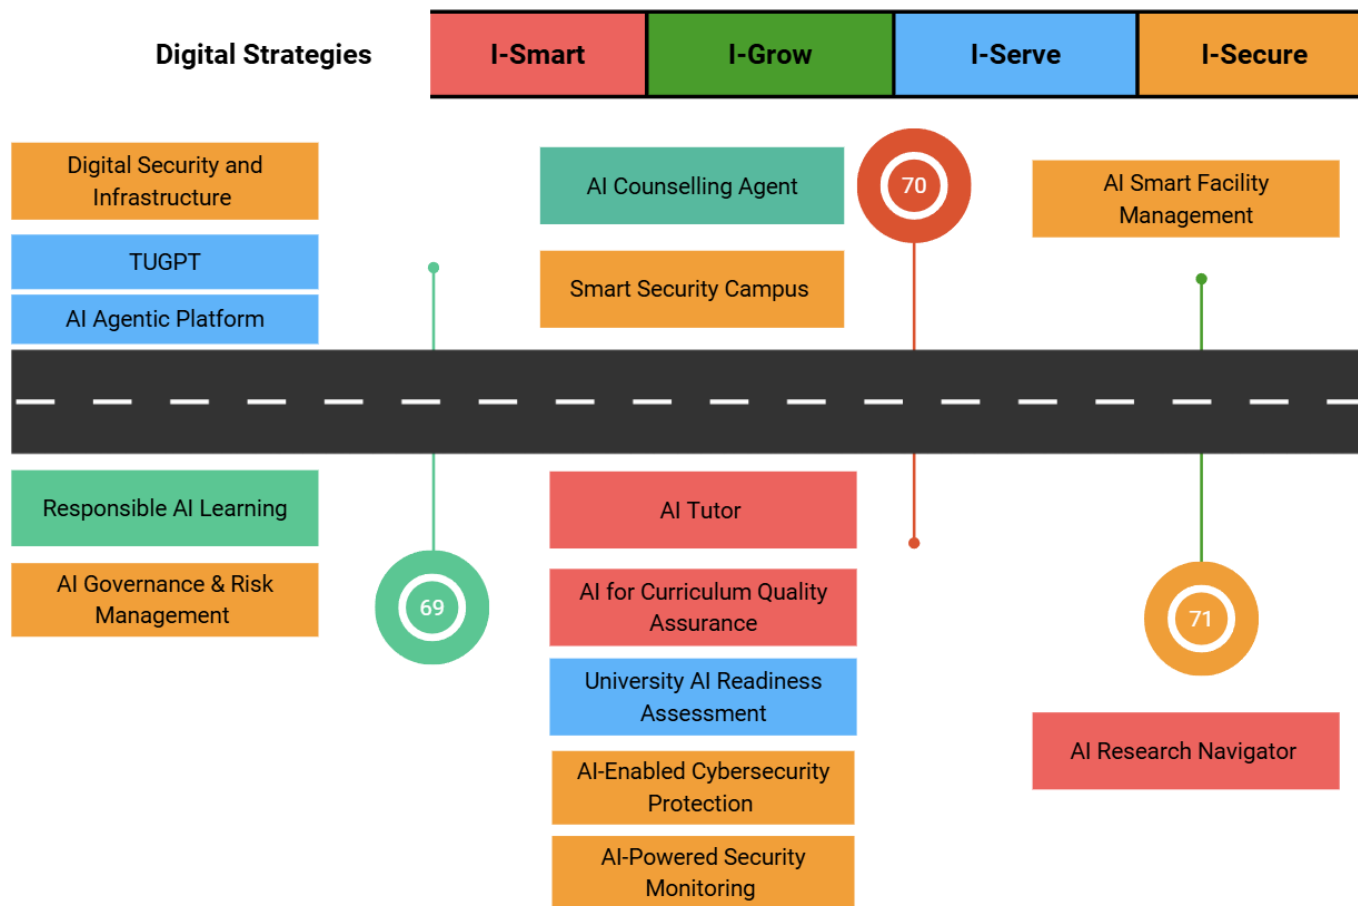 Digital Strategies
I-Smart
I-Grow
I-Serve
I-Secure
Digital Security and
Infrastructure
TUGPT
AI Agentic Platform
AI Counselling Agent
Smart Security Campus
70
AI Smart Facility
Management
Responsible AI Learning
AI Governance & Risk
Management
69
AI Tutor
AI for Curriculum Quality
Assurance
University AI Readiness
Assessment
AI-Enabled Cybersecurity
Protection
AI-Powered Security
Monitoring
71
AI Research Navigator